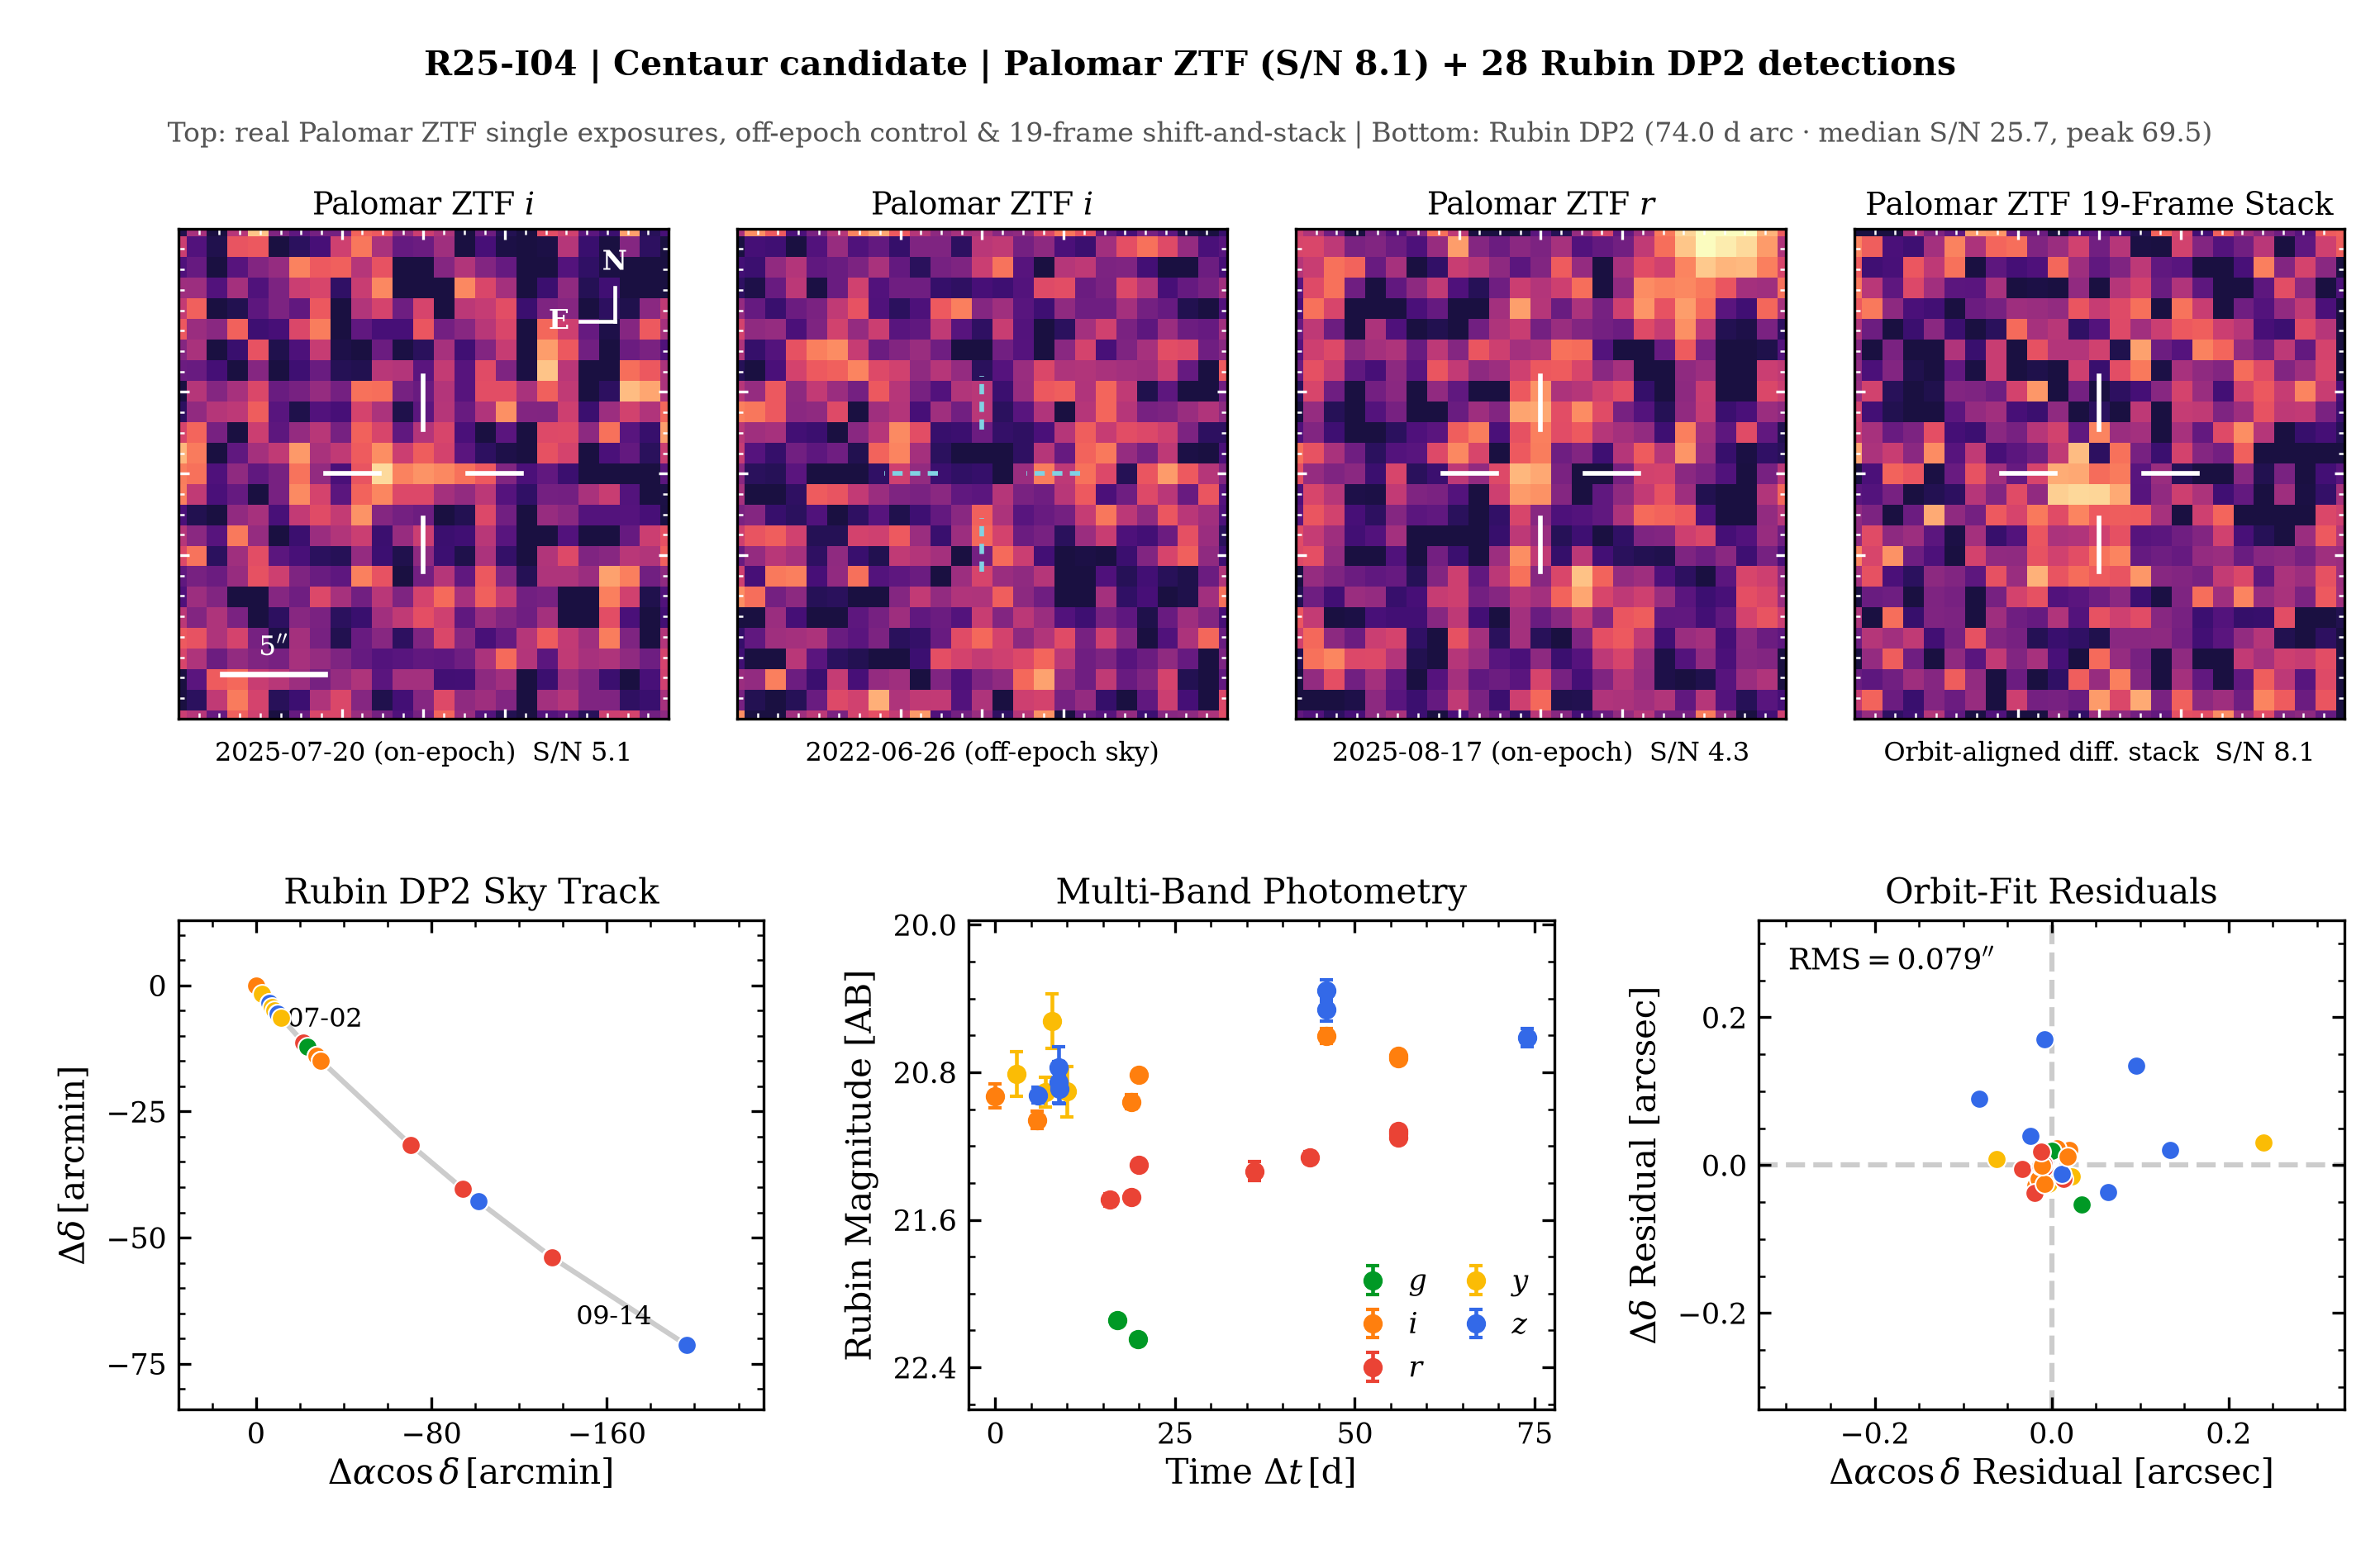 R25-I04 | Centaur candidate | Palomar ZTF (S/N 8.1) + 28 Rubin DP2 detections
Top: real Palomar ZTF single exposures, off-epoch control & 19-frame shift-and-stack | Bottom: Rubin DP2 (74.0 d arc · median S/N 25.7, peak 69.5)
Palomar ZTF i
Palomar ZTF i
Palomar ZTF r
Palomar ZTF 19-Frame Stack
N
E
5″
2025-07-20 (on-epoch) S/N 5.1
2022-06-26 (off-epoch sky)
2025-08-17 (on-epoch) S/N 4.3
Orbit-aligned diff. stack S/N 8.1
Rubin DP2 Sky Track
0
−25
−50
−75
Δδ [arcmin]
07-02
09-14
0
−80
−160
Δα cos δ [arcmin]
Multi-Band Photometry
20.0
20.8
21.6
22.4
Rubin Magnitude [AB]
g
i
r
y
z
0
25
50
75
Time Δt [d]
Orbit-Fit Residuals
RMS = 0.079″
0.2
0.0
−0.2
Δδ Residual [arcsec]
−0.2
0.0
0.2
Δα cos δ Residual [arcsec]